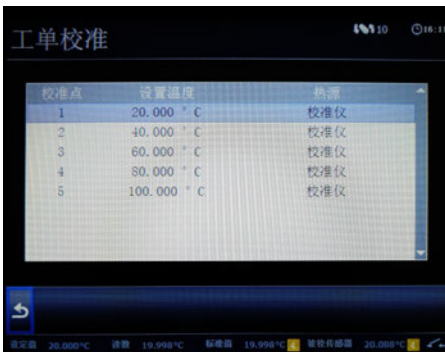 工单校准 10 16:1
校准点 设置温度 热源
1 20.000 °C 校准仪
2 40.000 °C 校准仪
3 60.000 °C 校准仪
4 80.000 °C 校准仪
5 100.000 °C 校准仪
设定值 20.000°C 读数 19.998°C 标准值 19.998°C 被校传感器 20.088°C